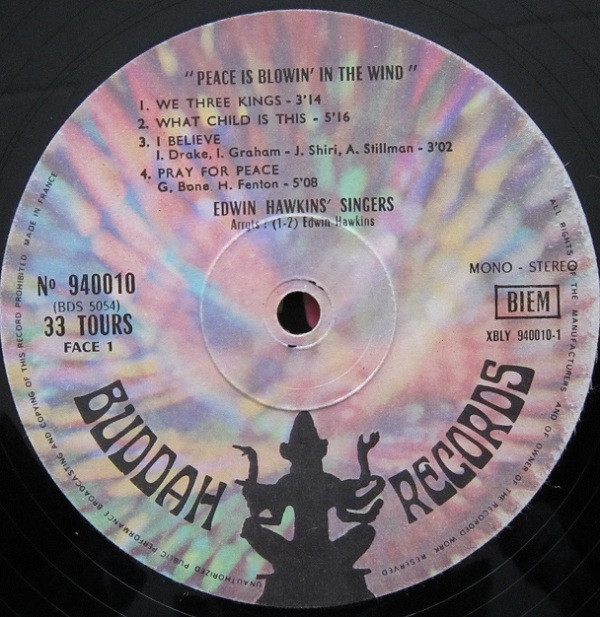 "PEACE IS BLOWIN' IN THE WIND"
1. WE THREE KINGS - 3'14
2. WHAT CHILD IS THIS - 5'16
3. I BELIEVE
I. Drake, I. Graham - J. Shiri, A. Stillman - 3'02
4. PRAY FOR PEACE
G. Bone, H. Fenton - 5'08
EDWIN HAWKINS' SINGERS
Arrgts : (1-2) Edwin Hawkins
Nº 940010
(BDS 5054)
33 TOURS
FACE 1
MONO - STEREO
BIEM
XBLY 940010-1
BUDDAH RECORDS
ALL RIGHTS OF THE MANUFACTURERS AND OF OWNER OF THE RECORDED WORK RESERVED
UNAUTHORIZED PUBLIC PERFORMANCE BROADCASTING AND COPYING OF THIS RECORD PROHIBITED. MADE IN FRANCE